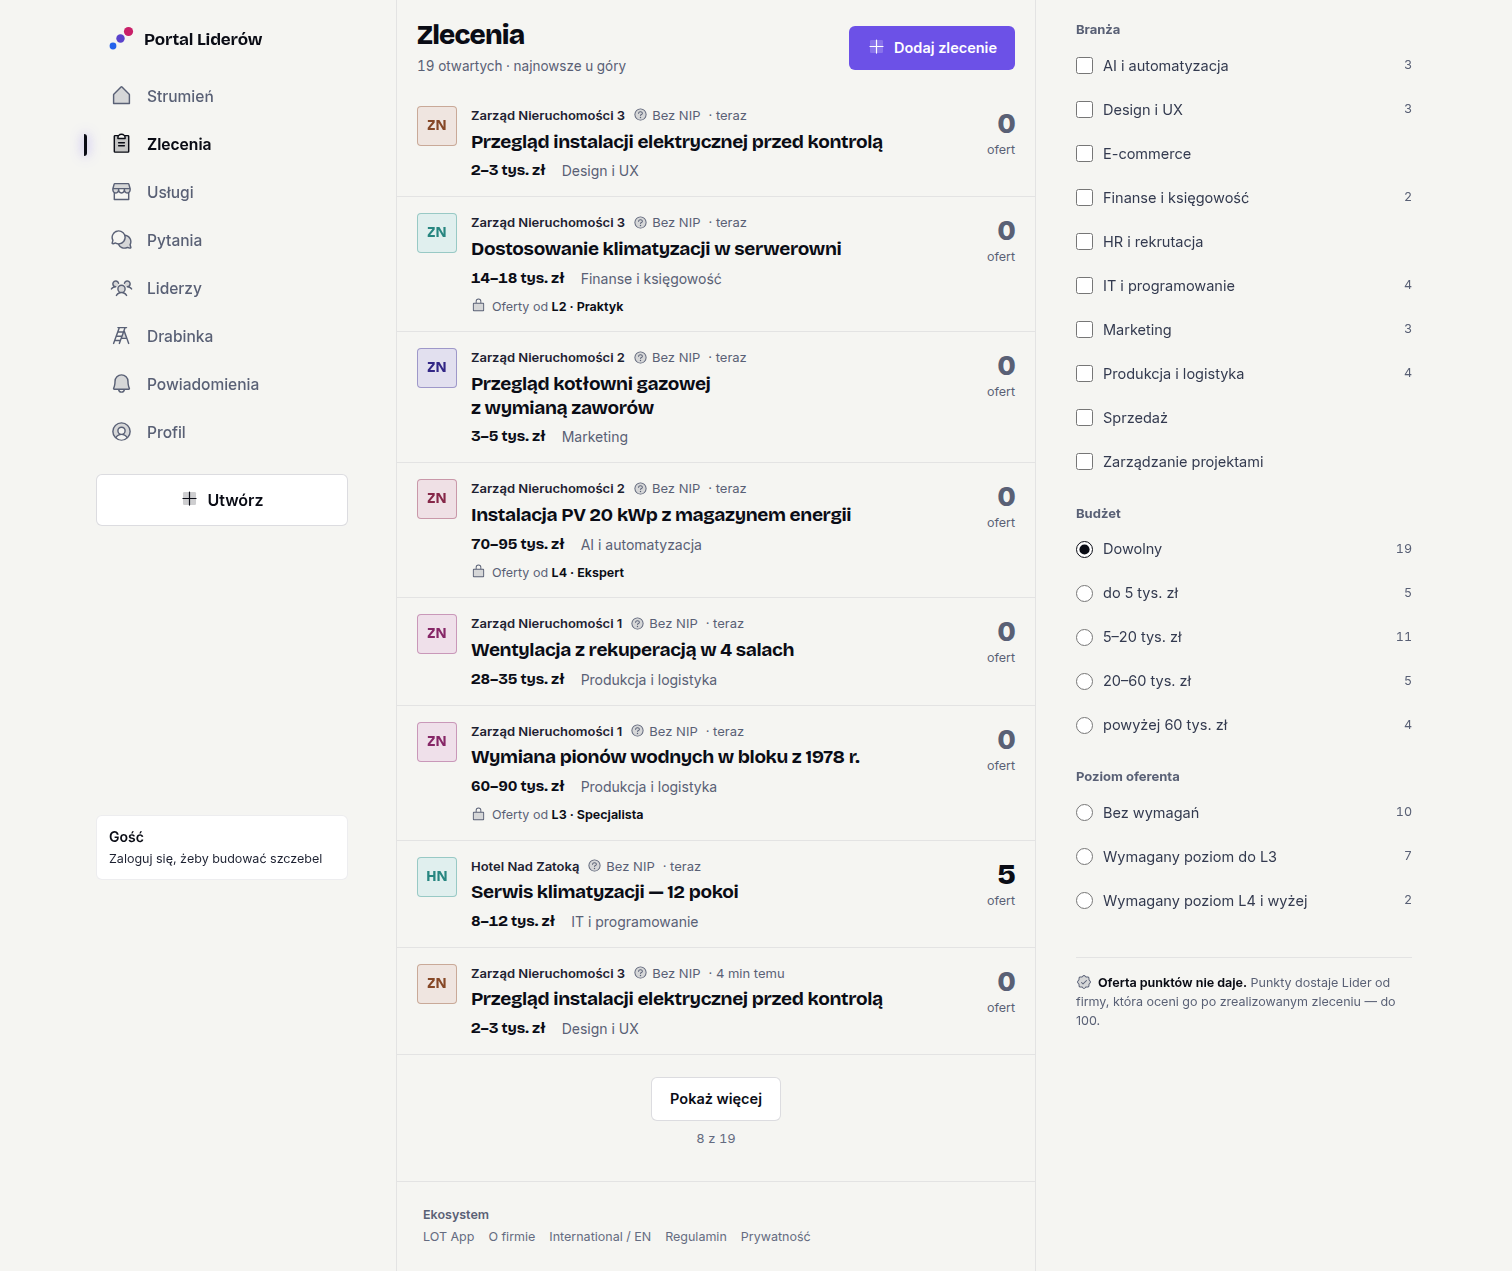 Portal Liderów
Strumień
Zlecenia
Usługi
Pytania
Liderzy
Drabinka
Powiadomienia
Profil
Utwórz
Gość
Zaloguj się, żeby budować szczebel
Zlecenia
19 otwartych · najnowsze u góry
Dodaj zlecenie
ZN
Zarząd Nieruchomości 3 Bez NIP · teraz
Przegląd instalacji elektrycznej przed kontrolą
2–3 tys. zł Design i UX
0
ofert
ZN
Zarząd Nieruchomości 3 Bez NIP · teraz
Dostosowanie klimatyzacji w serwerowni
14–18 tys. zł Finanse i księgowość
Oferty od L2 · Praktyk
0
ofert
ZN
Zarząd Nieruchomości 2 Bez NIP · teraz
Przegląd kotłowni gazowej
z wymianą zaworów
3–5 tys. zł Marketing
0
ofert
ZN
Zarząd Nieruchomości 2 Bez NIP · teraz
Instalacja PV 20 kWp z magazynem energii
70–95 tys. zł AI i automatyzacja
Oferty od L4 · Ekspert
0
ofert
ZN
Zarząd Nieruchomości 1 Bez NIP · teraz
Wentylacja z rekuperacją w 4 salach
28–35 tys. zł Produkcja i logistyka
0
ofert
ZN
Zarząd Nieruchomości 1 Bez NIP · teraz
Wymiana pionów wodnych w bloku z 1978 r.
60–90 tys. zł Produkcja i logistyka
Oferty od L3 · Specjalista
0
ofert
HN
Hotel Nad Zatoką Bez NIP · teraz
Serwis klimatyzacji — 12 pokoi
8–12 tys. zł IT i programowanie
5
ofert
ZN
Zarząd Nieruchomości 3 Bez NIP · 4 min temu
Przegląd instalacji elektrycznej przed kontrolą
2–3 tys. zł Design i UX
0
ofert
Pokaż więcej
8 z 19
Ekosystem
LOT App O firmie International / EN Regulamin Prywatność
Branża
AI i automatyzacja 3
Design i UX 3
E-commerce
Finanse i księgowość 2
HR i rekrutacja
IT i programowanie 4
Marketing 3
Produkcja i logistyka 4
Sprzedaż
Zarządzanie projektami
Budżet
Dowolny 19
do 5 tys. zł 5
5–20 tys. zł 11
20–60 tys. zł 5
powyżej 60 tys. zł 4
Poziom oferenta
Bez wymagań 10
Wymagany poziom do L3 7
Wymagany poziom L4 i wyżej 2
Oferta punktów nie daje. Punkty dostaje Lider od
firmy, która oceni go po zrealizowanym zleceniu — do
100.